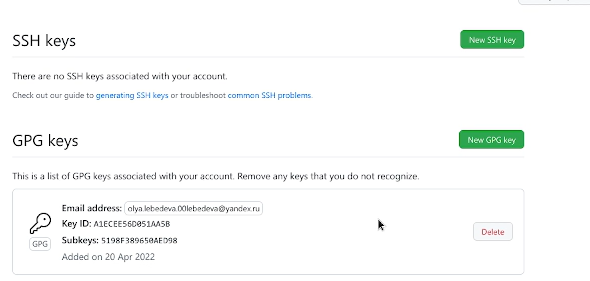 SSH keys
New SSH key
There are no SSH keys associated with your account.
Check out our guide to generating SSH keys or troubleshoot common SSH problems.
GPG keys
New GPG key
This is a list of GPG keys associated with your account. Remove any keys that you do not recognize.
Email address: olya.lebedeva.00lebedeva@yandex.ru
Key ID: A1ECEE56D051AA5B
Subkeys: 5198F389650AED98
Added on 20 Apr 2022
GPG
Delete